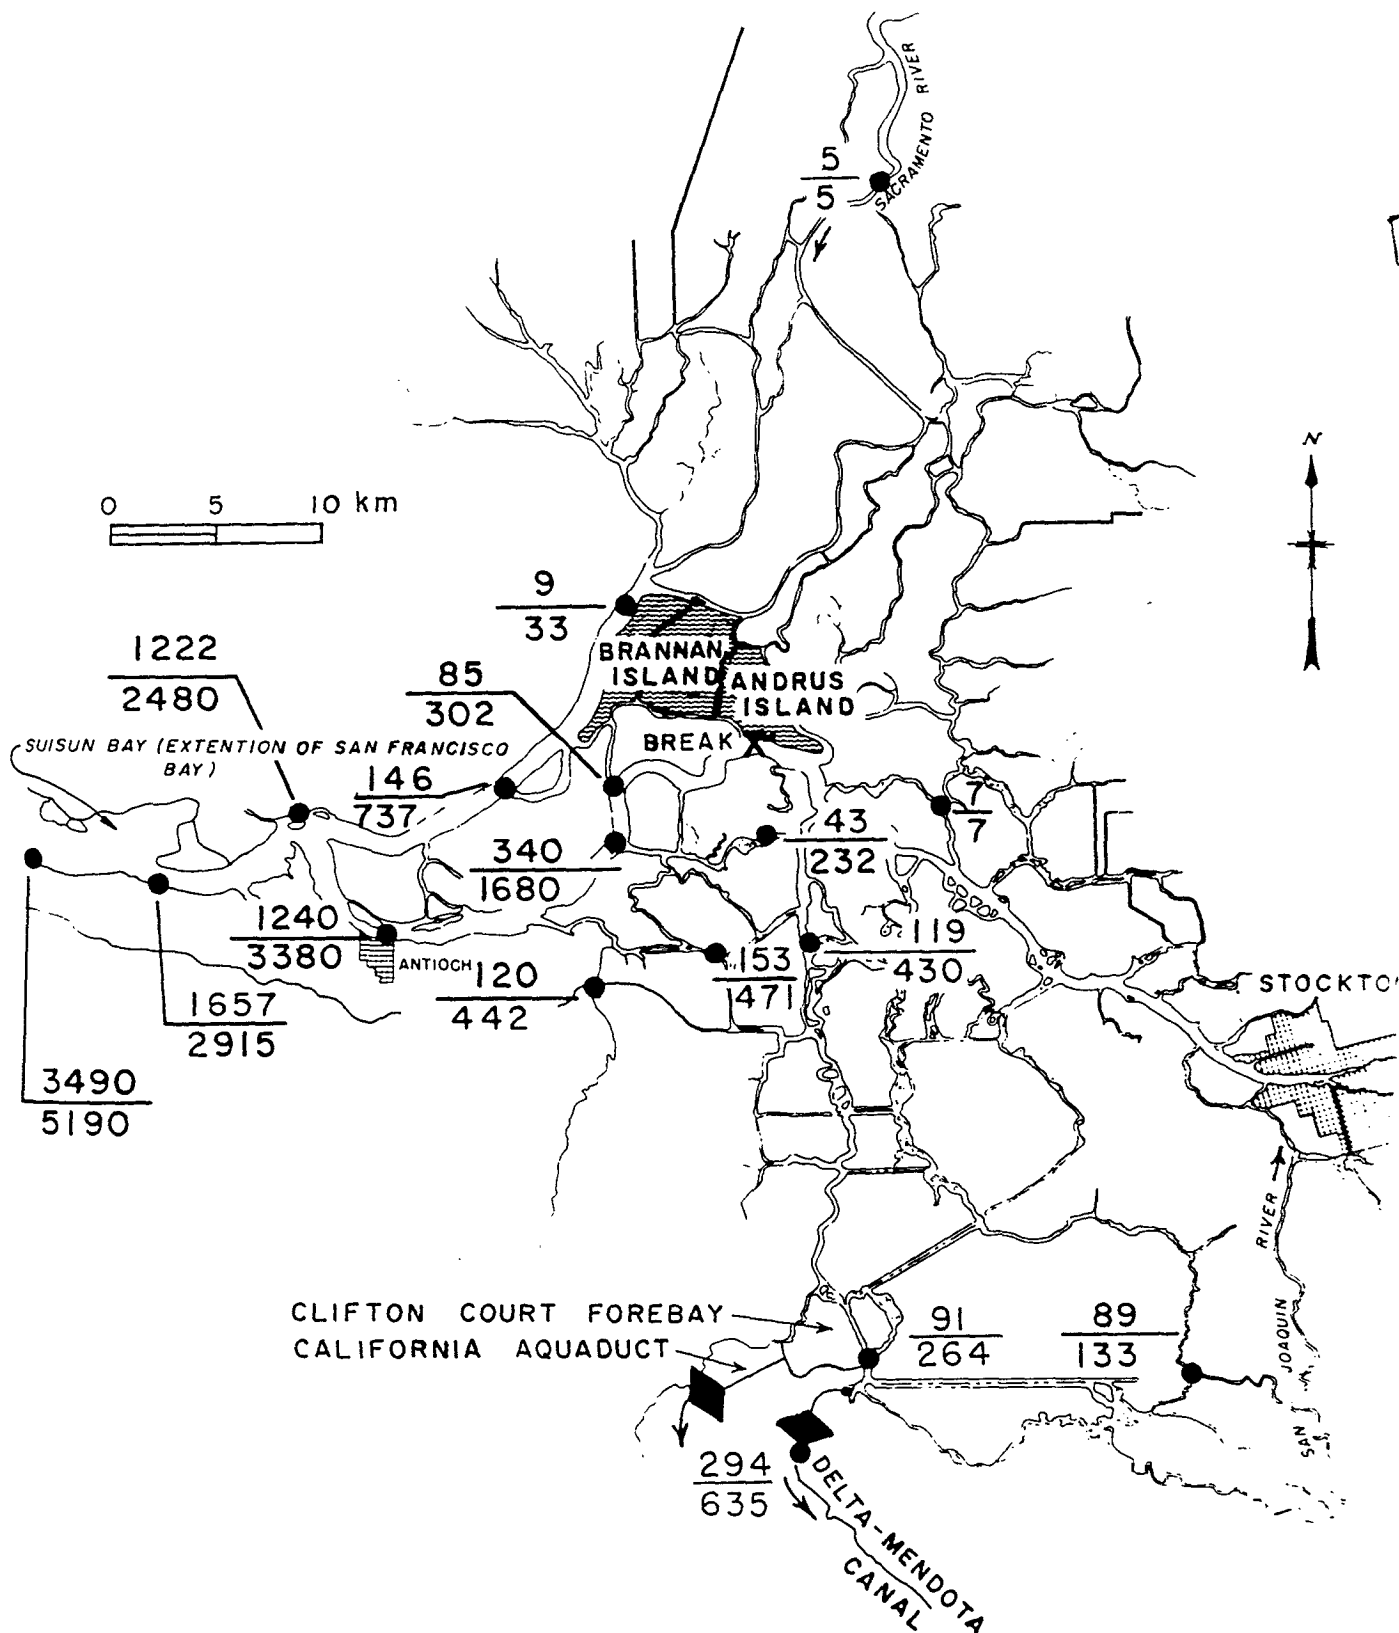 SACRAMENTO RIVER
5
5
N
0 5 10 km
9
33
BRANNAN
ISLAND
1222
2480
85
302
ANDRUS
ISLAND
SUISUN BAY (EXTENTION OF SAN FRANCISCO
BAY)
BREAK X
146
737
7
7
43
232
340
1680
1240
3380
ANTIOCH
119
430
153
471
120
442
STOCKTO
1657
2915
3490
5190
RIVER
JOAQUIN
SAN
CLIFTON COURT FOREBAY
CALIFORNIA AQUADUCT
91
264
89
133
294
635
DELTA-MENDOTA
CANAL